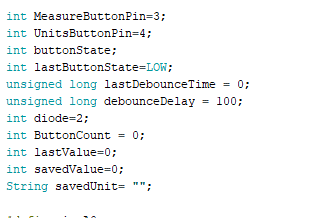 int MeasureButtonPin=3;
int UnitsButtonPin=4;
int buttonState;
int lastButtonState=LOW;
unsigned long lastDebounceTime = 0;
unsigned long debounceDelay = 100;
int diode=2;
int ButtonCount = 0;
int lastValue=0;
int savedValue=0;
String savedUnit= "";